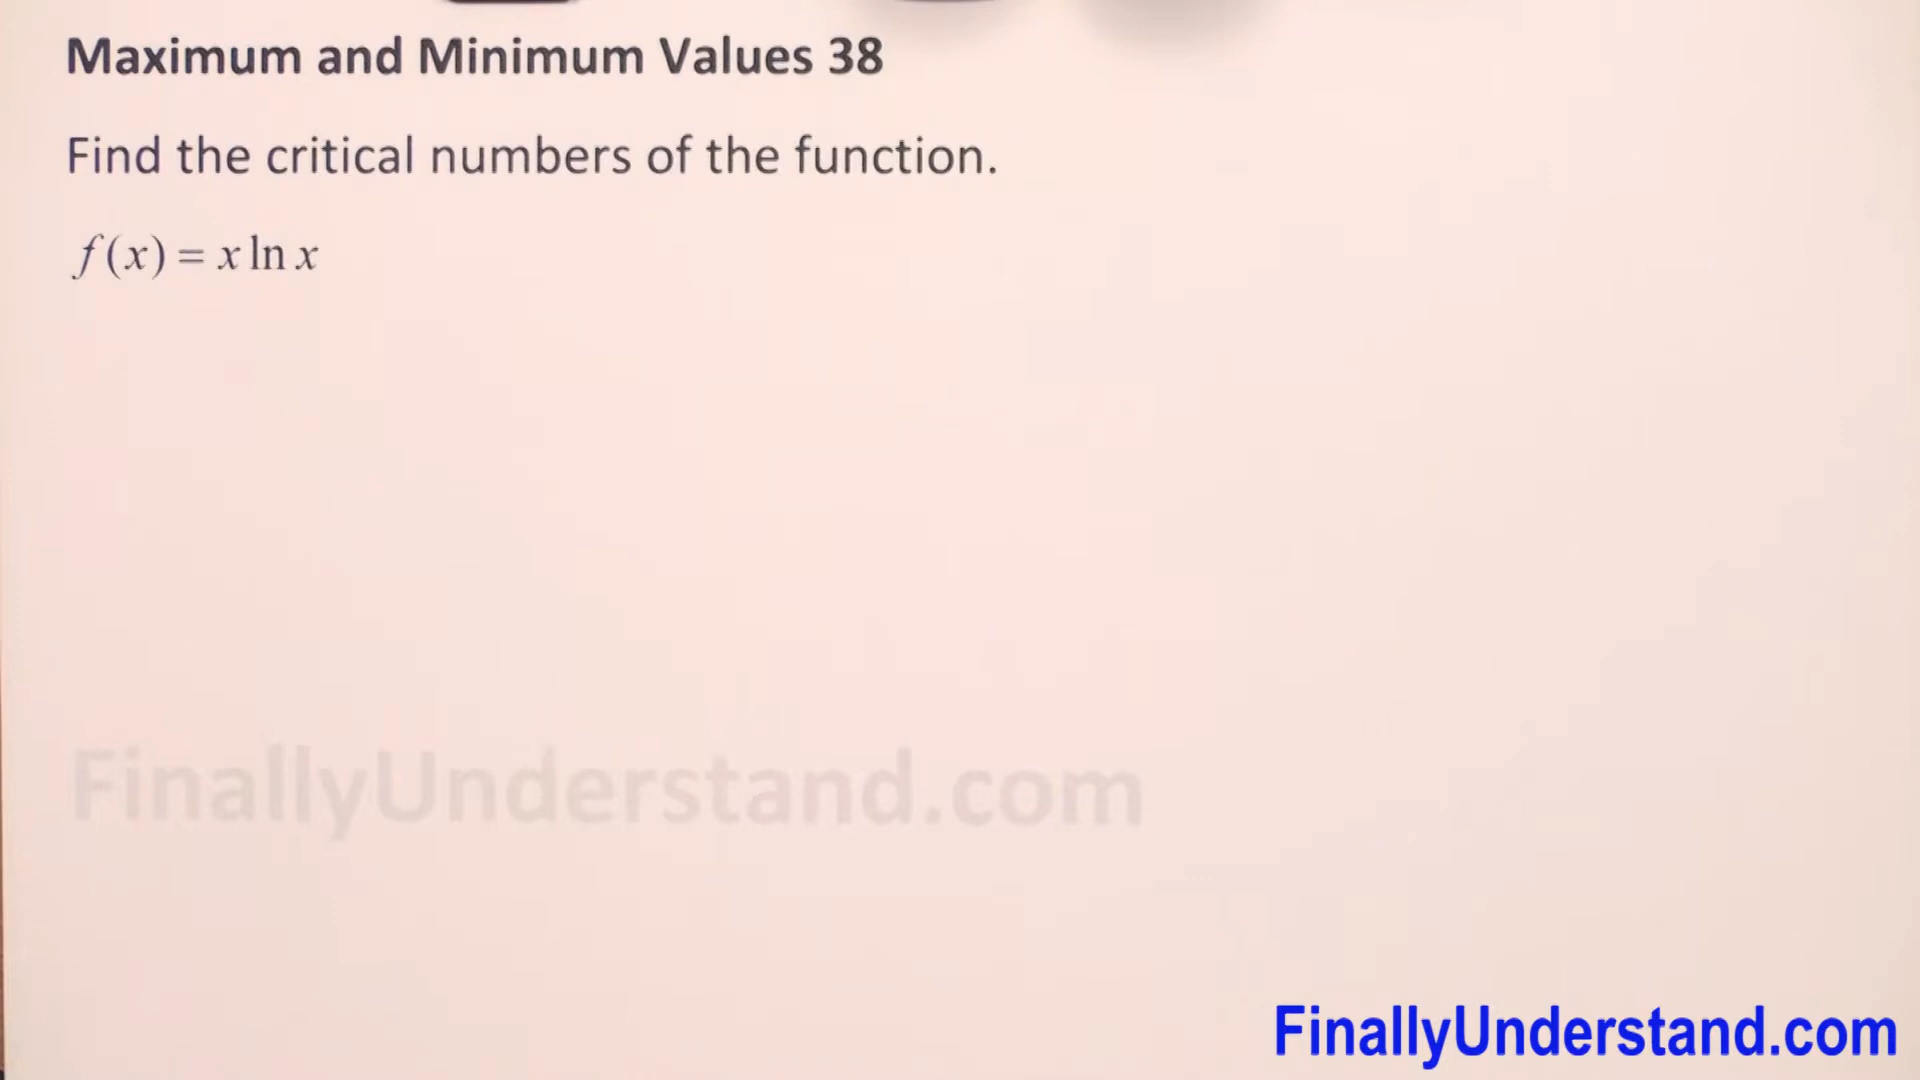 Maximum and Minimum Values 38
Find the critical numbers of the function.
f(x) = x ln x
FinallyUnderstand.com
FinallyUnderstand.com